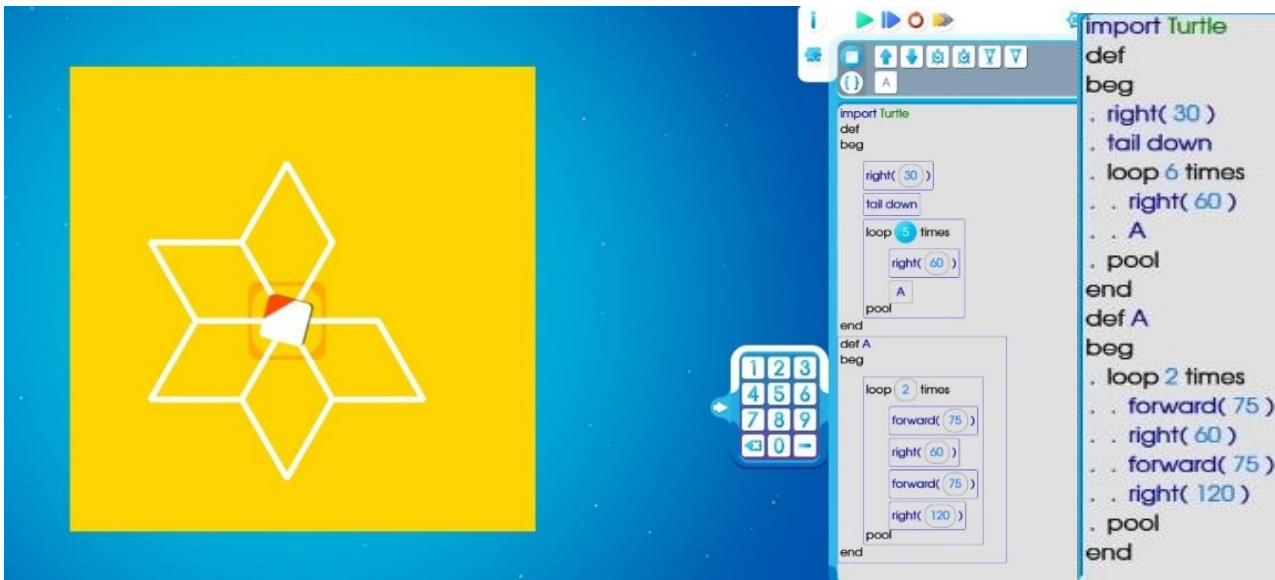 i
{}
A
import Turtle
def
beg
right( 30 )
tail down
loop 5 times
right( 60 )
A
pool
end
def A
beg
loop 2 times
forward( 75 )
right( 60 )
forward( 75 )
right( 120 )
pool
end
1 2 3
4 5 6
7 8 9
0 -
import Turtle
def
beg
. right( 30 )
. tail down
. loop 6 times
. . right( 60 )
. . A
. pool
end
def A
beg
. loop 2 times
. . forward( 75 )
. . right( 60 )
. . forward( 75 )
. . right( 120 )
. pool
end